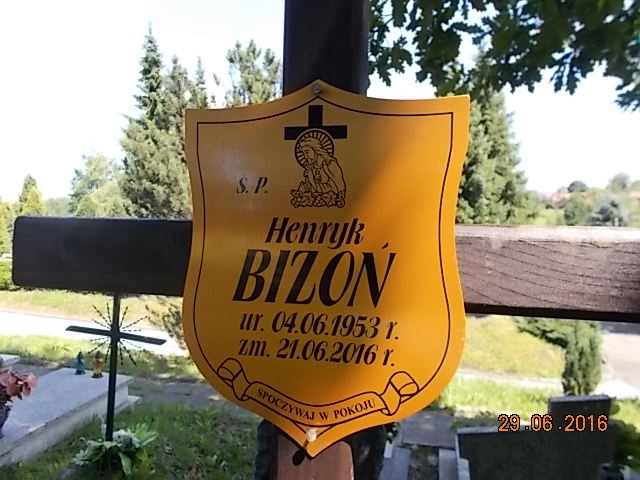 Ś. P.
Henryk
BIZOŃ
ur. 04.06.1953 r.
zm. 21.06.2016 r.
SPOCZYWAJ W POKOJU
29.06.2016